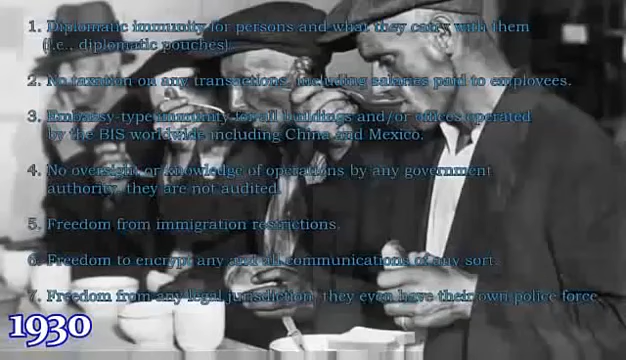 1. Diplomatic immunity for persons and what they carry with them
(i.e., diplomatic pouches).
2. No taxation on any transactions, including salaries paid to employees.
3. Embassy-type immunity for all buildings and/or offices operated
by the BIS worldwide including China and Mexico.
4. No oversight or knowledge of operations by any government
authority, they are not audited.
5. Freedom from immigration restrictions.
6. Freedom to encrypt any and all communications of any sort.
7. Freedom from any legal jurisdiction, they even have their own police force.
1930